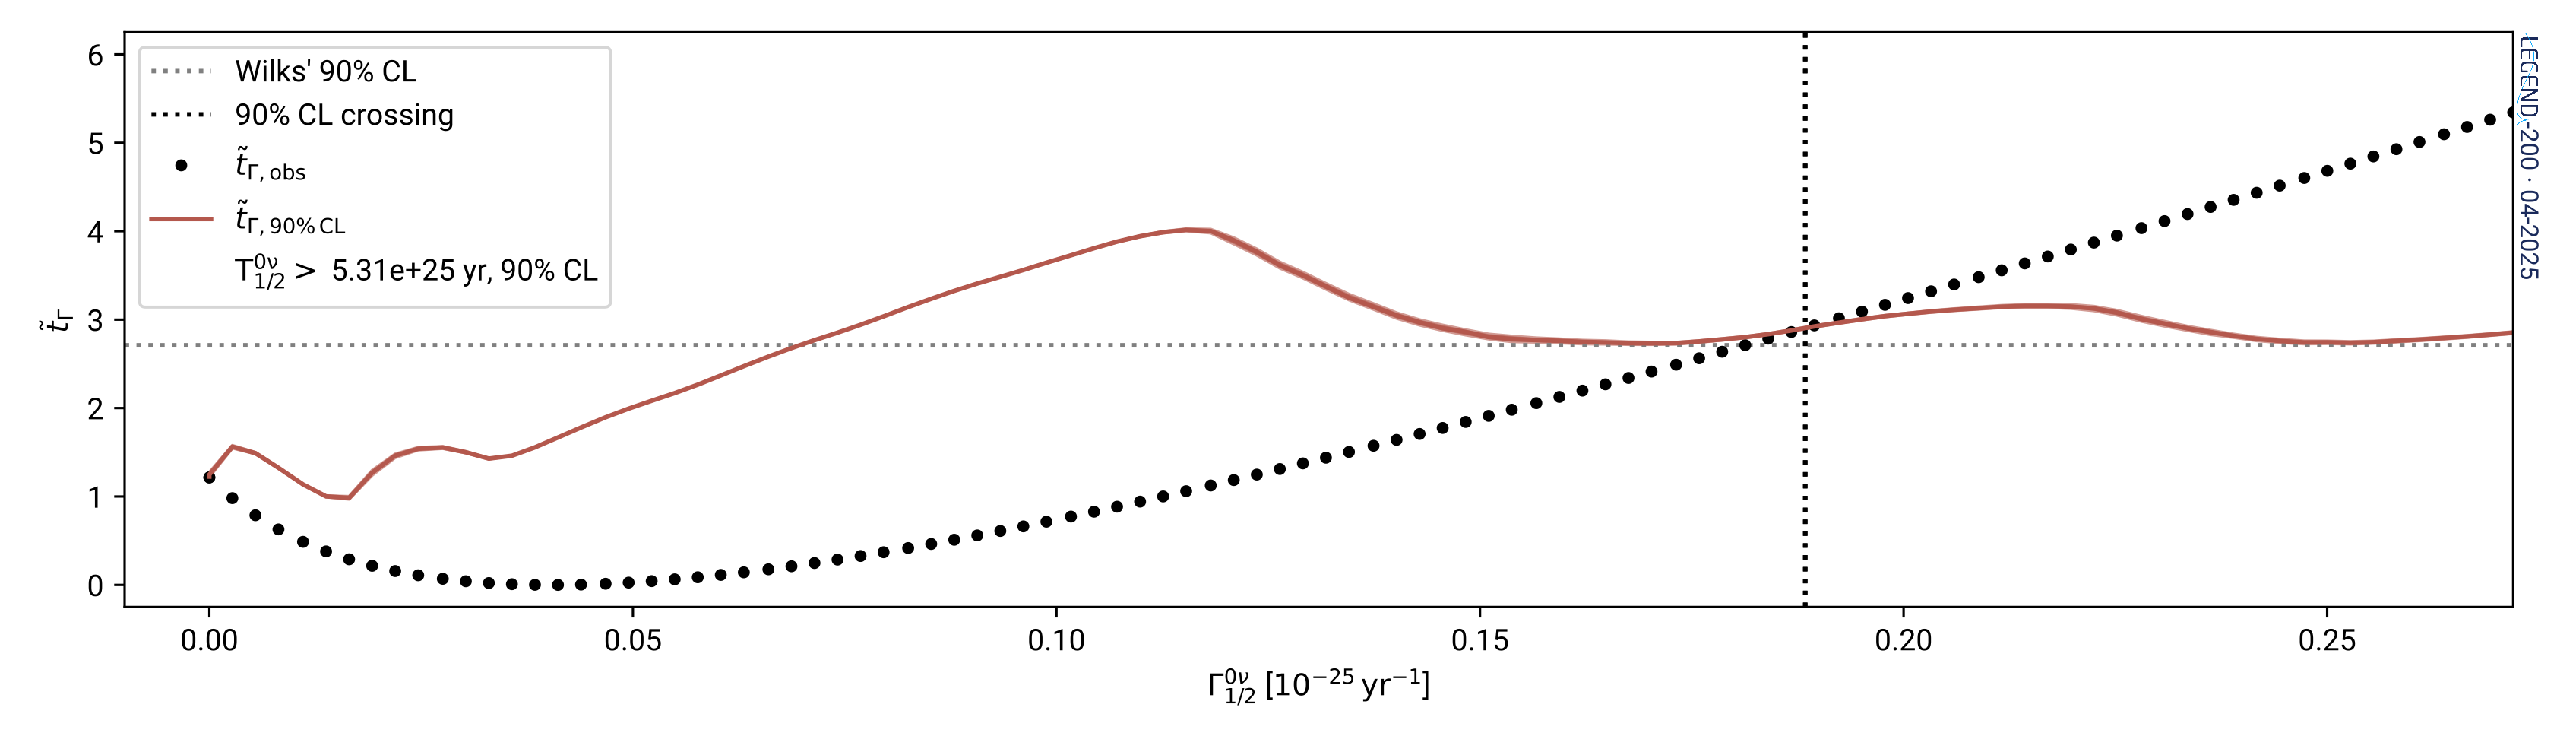 Wilks' 90% CL
90% CL crossing
t̃Γ, obs
t̃Γ, 90% CL
T0ν1/2 > 5.31e+25 yr, 90% CL
t̃Γ
6
5
4
3
2
1
0
0.00 0.05 0.10 0.15 0.20 0.25
Γ0ν1/2 [10−25 yr−1]
LEGEND-200 · 04-2025